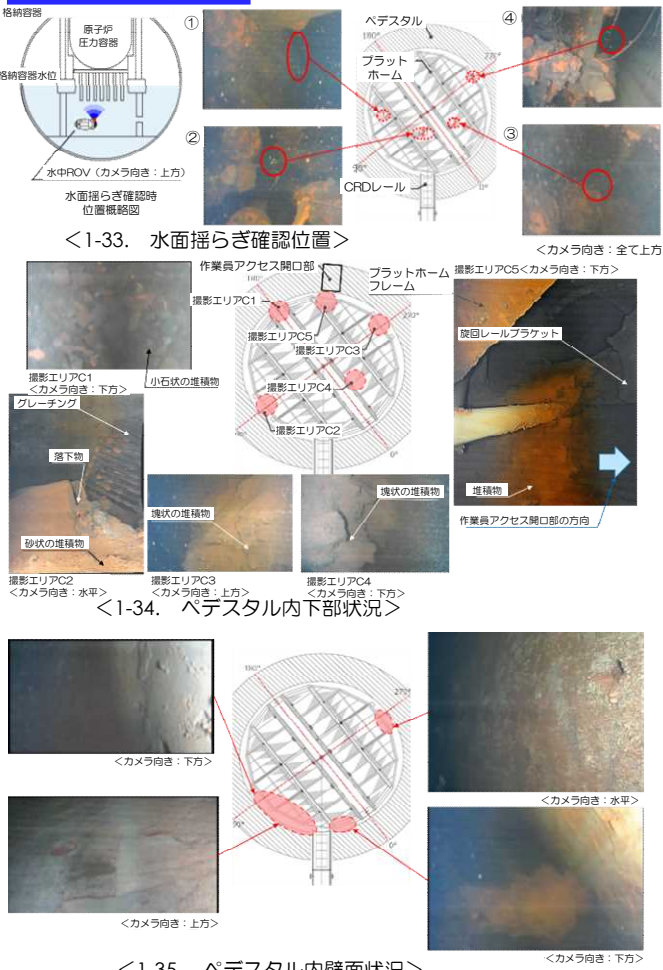 格納容器
原子炉
圧力容器
格納容器水位
水中ROV（カメラ向き：上方）
水面揺らぎ確認時
位置概略図
①
②
ペデスタル
プラット
ホーム
CRDレール
180°
270°
90°
0°
④
③
＜1-33. 水面揺らぎ確認位置＞
＜カメラ向き：全て上方
撮影エリアC1
＜カメラ向き：下方＞
小石状の堆積物
グレーチング
落下物
砂状の堆積物
撮影エリアC2
＜カメラ向き：水平＞
作業員アクセス開口部
プラットホーム
フレーム
180°
270°
0°
撮影エリアC1
撮影エリアC5
撮影エリアC3
撮影エリアC4
撮影エリアC2
塊状の堆積物
撮影エリアC3
＜カメラ向き：上方＞
塊状の堆積物
撮影エリアC4
＜カメラ向き：下方＞
撮影エリアC5＜カメラ向き：下方＞
旋回レールブラケット
堆積物
作業員アクセス開口部の方向
＜1-34. ペデスタル内下部状況＞
＜カメラ向き：下方＞
＜カメラ向き：上方＞
180°
270°
90°
0°
＜カメラ向き：水平＞
＜カメラ向き：下方＞
＜1-35. ペデスタル内壁面状況＞